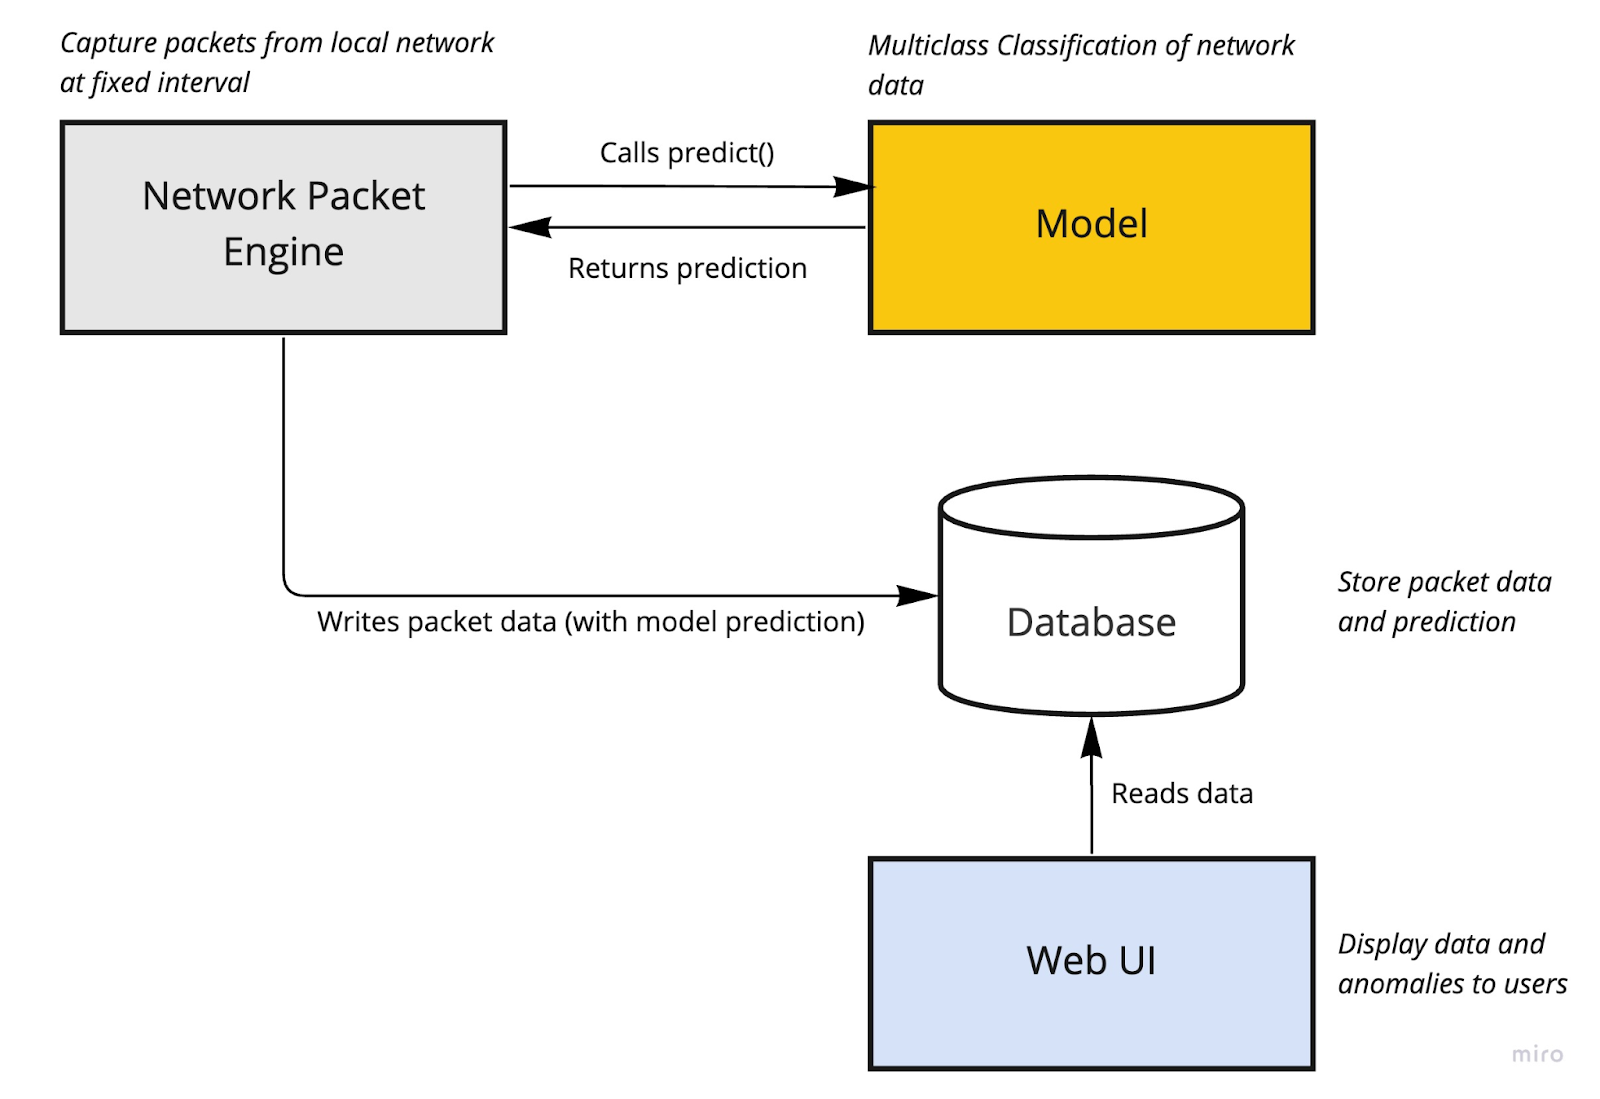 Capture packets from local network
at fixed interval
Multiclass Classification of network
data
Network Packet
Engine
Calls predict()
Returns prediction
Model
Writes packet data (with model prediction)
Database
Store packet data
and prediction
Reads data
Web UI
Display data and
anomalies to users
miro